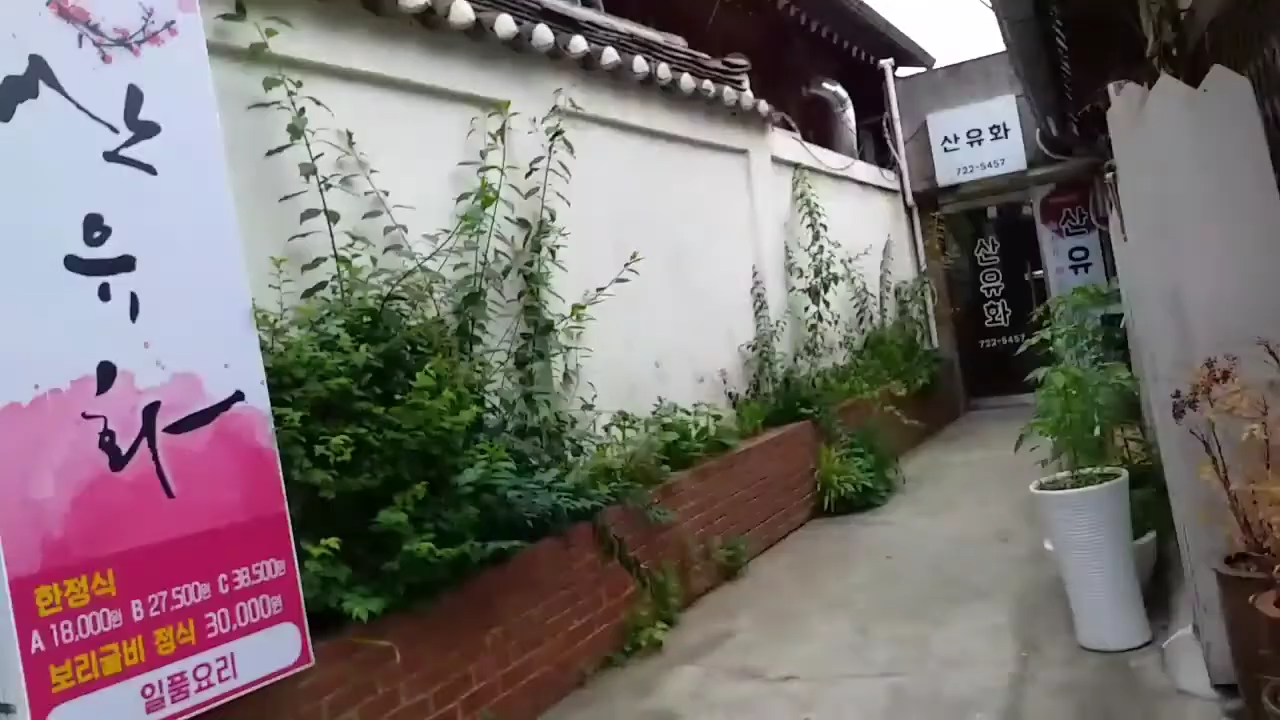 산유화
한정식
A 18,000원 B 27,500원 C 38,500원
보리굴비 정식 30,000원
일품요리
산유화
722-5457
산유화
722-5457
산유